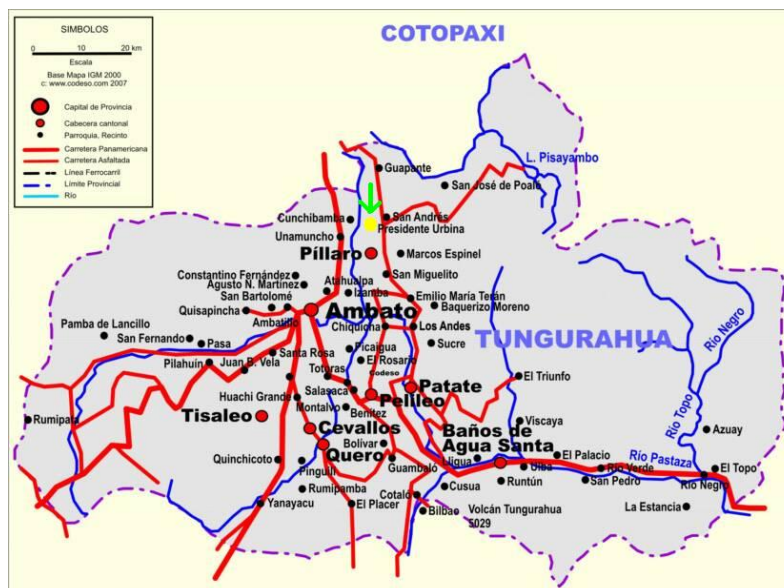 COTOPAXI
SIMBOLOS
0 10 20 km
Escala
Base Mapa IGM 2000
c: www.codeso.com 2007
Capital de Provincia
Cabecera cantonal
Parroquia, Recinto
Carretera Panamericana
Carretera Asfaltada
Línea Ferrocarril
Límite Provincial
Río
L. Pisayambo
Guapante
San José de Poaló
Cunchibamba
San Andrés
Presidente Urbina
Unamuncho
Píllaro
Marcos Espinel
Constantino Fernández
San Miguelito
Agusto N. Martínez
Atahualpa
Izamba
Emilio María Terán
San Bartolomé
Baquerizo Moreno
Quisapincha
Ambato
Ambatillo
Chiquiona
Los Andes
TUNGURAHUA
Río Negro
Pamba de Lancillo
San Fernando
Pasa
Picaigua
Sucre
Santa Rosa
El Rosario
Pilahuín
Juan B. Vela
Totoras
Codeso
El Triunfo
Salasaca
Patate
Huachi Grande
Pelileo
Río Topo
Montalvo
Benítez
Tisaleo
Rumipata
Cevallos
Viscaya
Baños de
Agua Santa
Azuay
Bolívar
Quero
El Palacio
Río Pastaza
Quinchicoto
Pinguilí
Guambaló
Lligua
Ulba
Río Verde
El Topo
Rumipamba
Cusua
Runtún
San Pedro
Río Negro
Yanayacu
El Placer
Cotaló
Bilbao
Volcán Tungurahua
5029
La Estancia